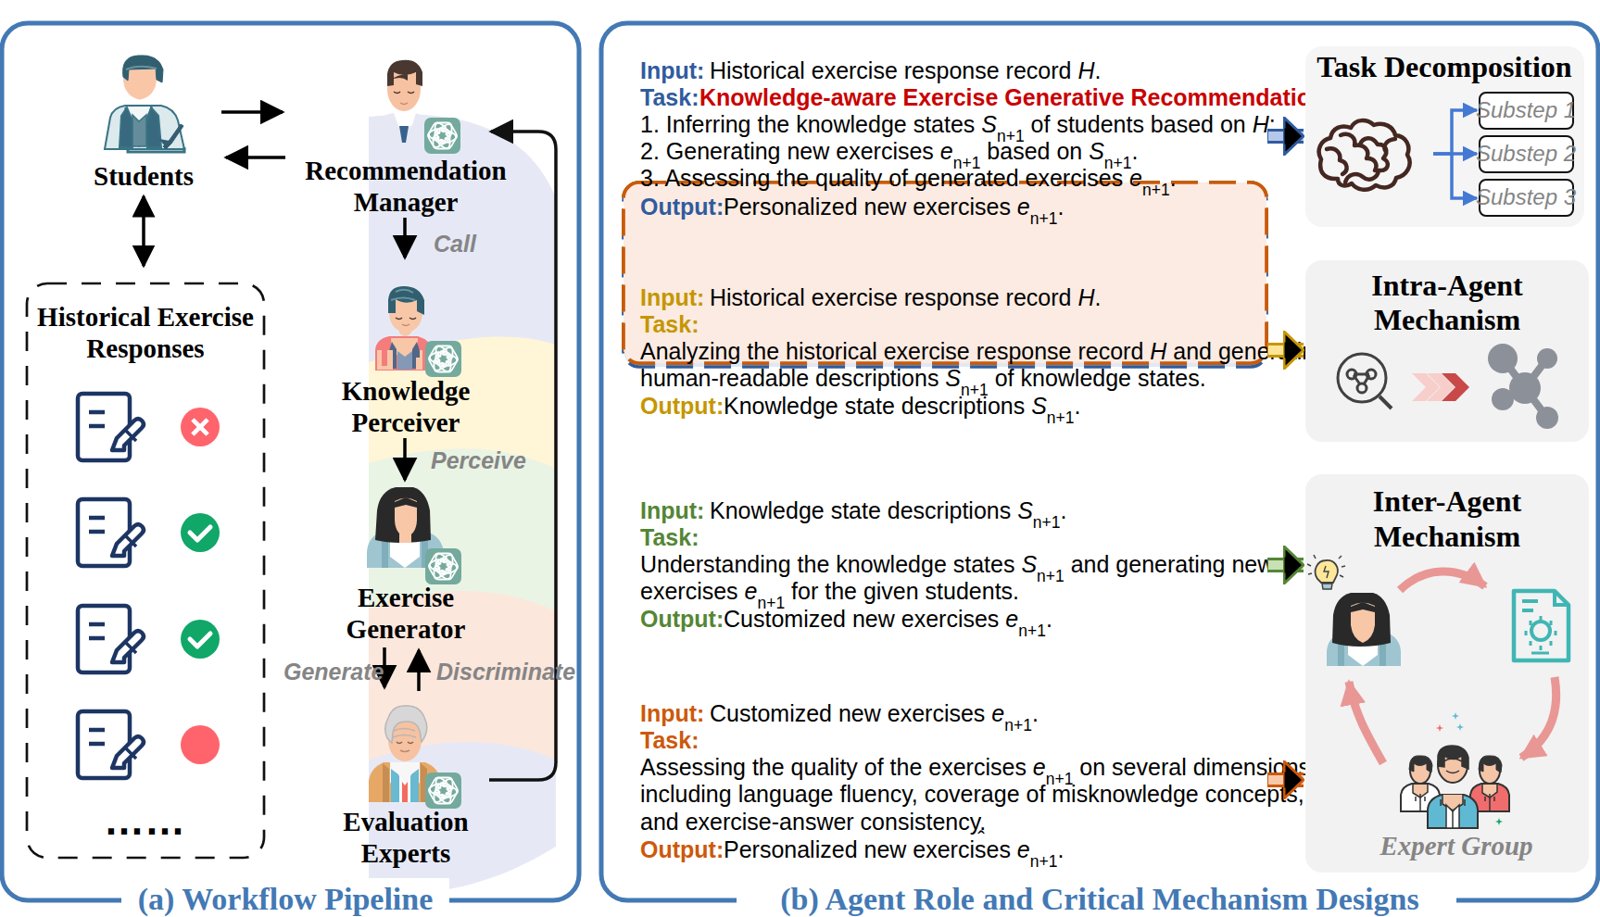 Students
Recommendation
Manager
Call
Historical Exercise
Responses
Knowledge
Perceiver
Perceive
Exercise
Generator
Generate
Discriminate
Evaluation
Experts
……
(a) Workflow Pipeline
Input: Historical exercise response record H.
Task:Knowledge-aware Exercise Generative Recommendatio
1. Inferring the knowledge states Sn+1 of students based on H;
2. Generating new exercises en+1 based on Sn+1.
3. Assessing the quality of generated exercises en+1.
Output:Personalized new exercises en+1.
Input: Historical exercise response record H.
Task:
Analyzing the historical exercise response record H and
human-readable descriptions Sn+1 of knowledge states.
Output:Knowledge state descriptions Sn+1.
Input: Knowledge state descriptions Sn+1.
Task:
Understanding the knowledge states Sn+1 and generating new
exercises en+1 for the given students.
Output:Customized new exercises en+1.
Input: Customized new exercises en+1.
Task:
Assessing the quality of the exercises en+1 on several dimensions
including language fluency, coverage of misknowledge concepts,
and exercise-answer consistency.
Output:Personalized new exercises en+1.
Task Decomposition
Substep 1
Substep 2
Substep 3
Intra-Agent
Mechanism
Inter-Agent
Mechanism
Expert Group
(b) Agent Role and Critical Mechanism Designs